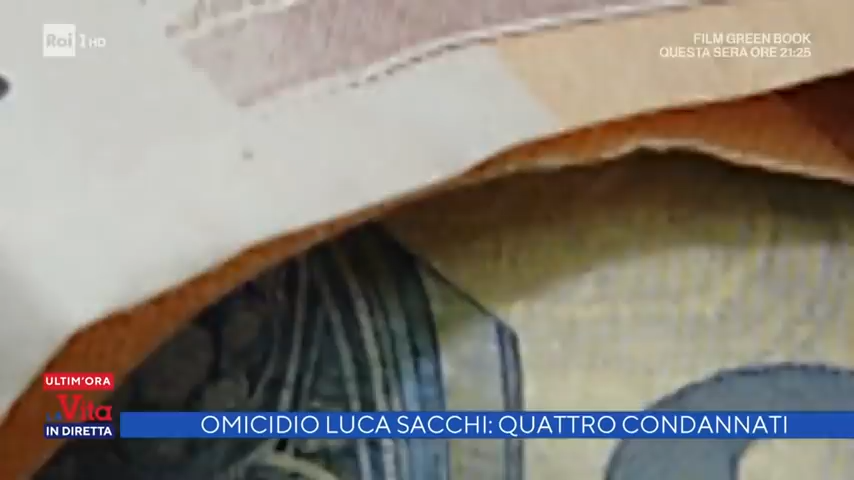 Rai 1 HD
FILM GREEN BOOK
QUESTA SERA ORE 21:25
ULTIM'ORA
La Vita
IN DIRETTA
OMICIDIO LUCA SACCHI: QUATTRO CONDANNATI